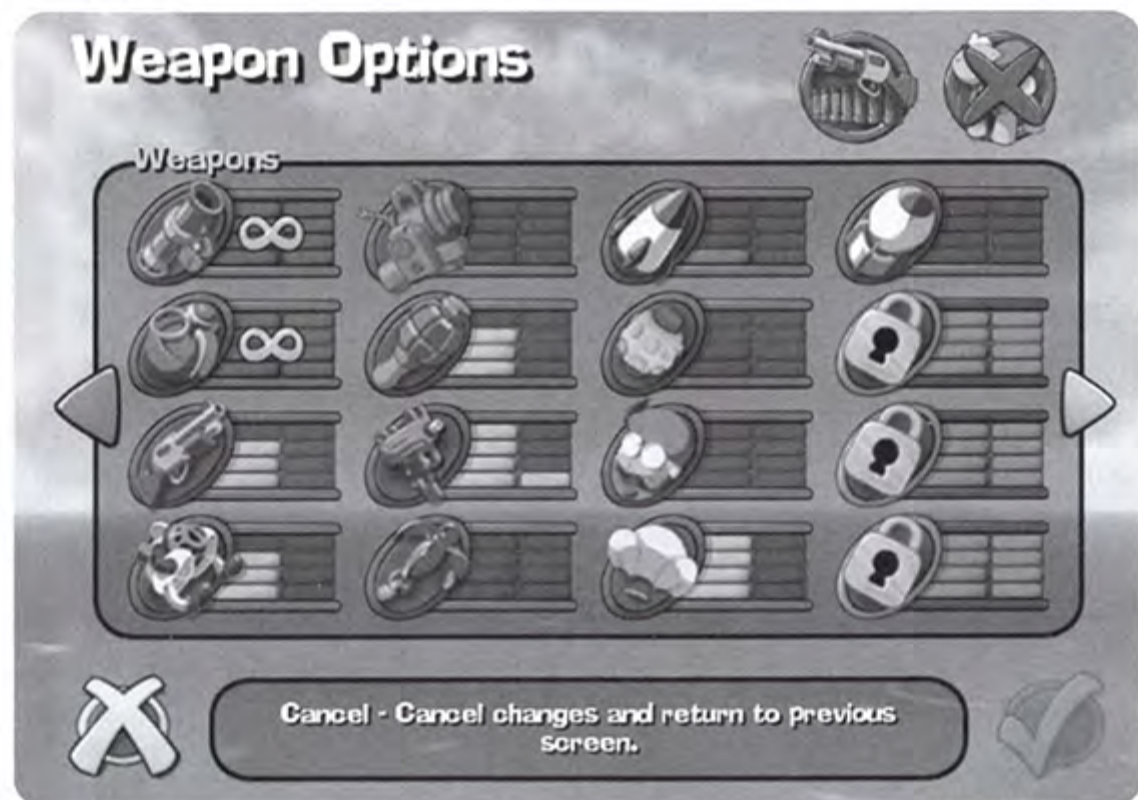 Weapon Options
Weapons
∞
∞
Cancel - Cancel changes and return to previous
screen.